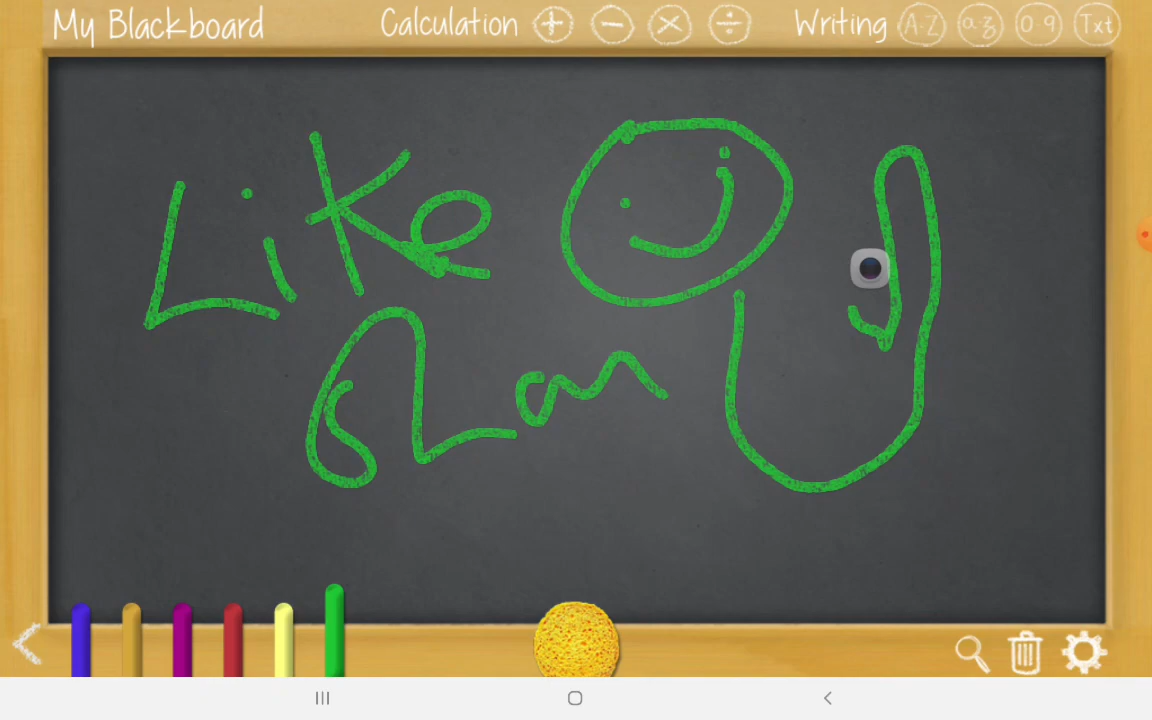 My Blackboard Calculation + − × ÷ Writing A-Z a-z 0-9 Txt
Like